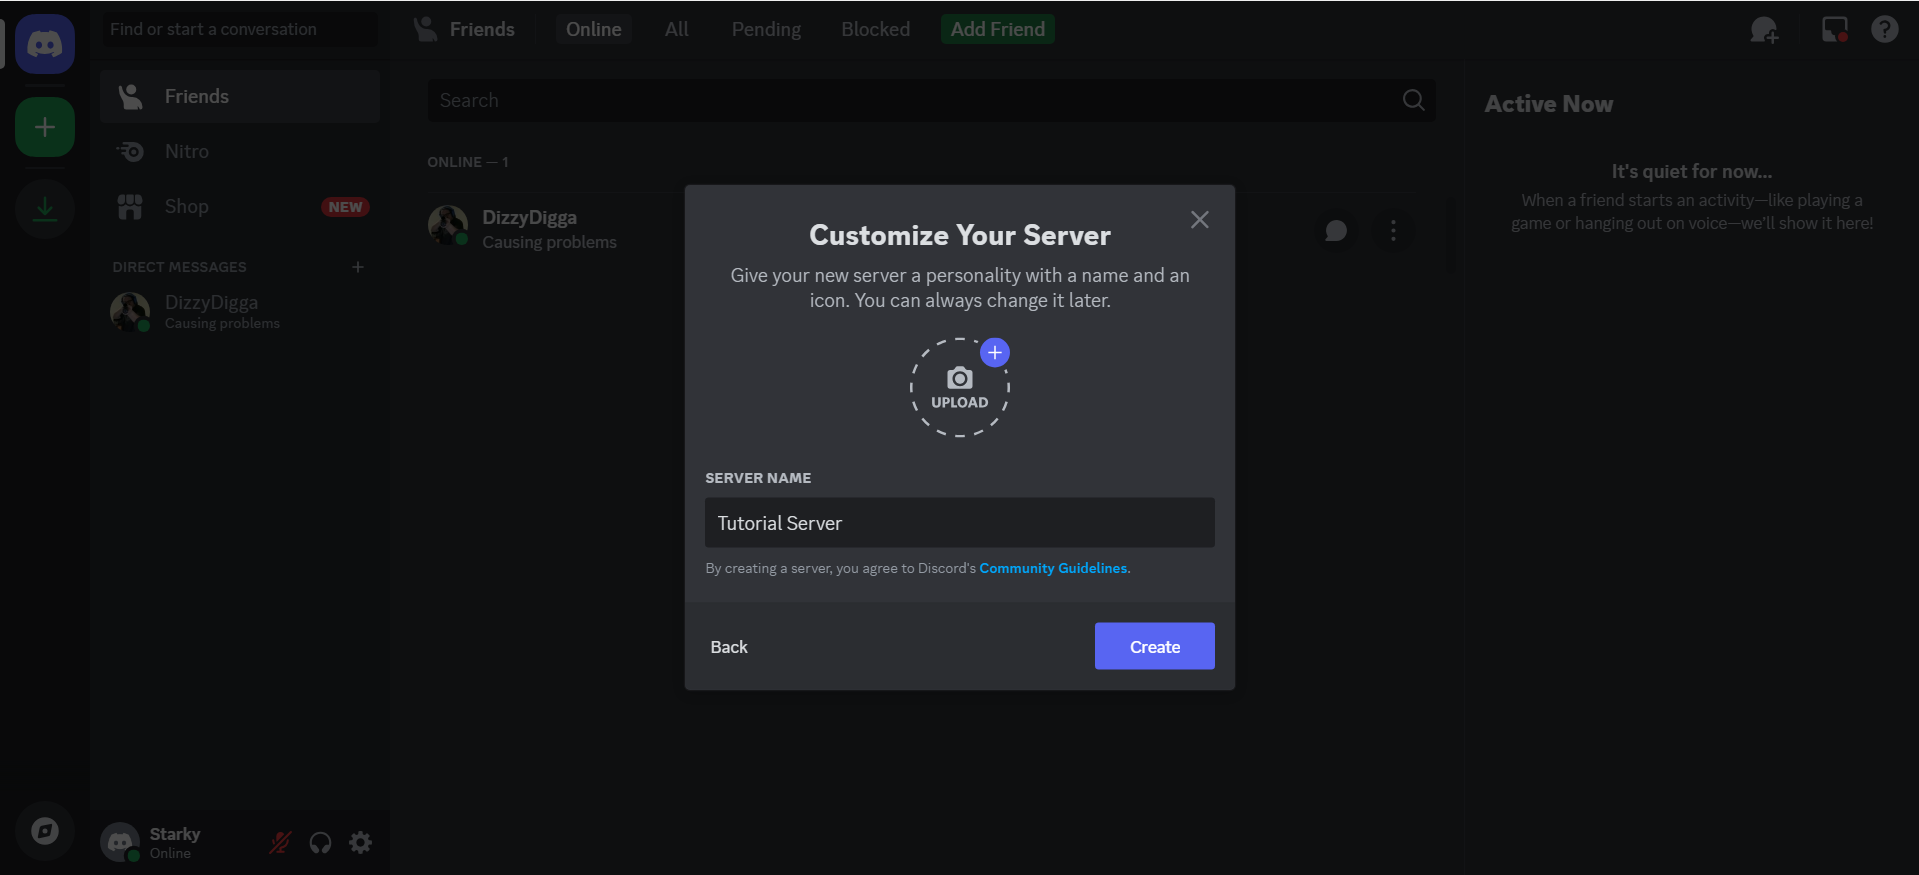 Find or start a conversation
Friends
Nitro
Shop
NEW
DIRECT MESSAGES
DizzyDigga
Causing problems
Starky
Online
Friends
Online
All
Pending
Blocked
Add Friend
Search
ONLINE — 1
DizzyDigga
Causing problems
Customize Your Server
Give your new server a personality with a name and an
icon. You can always change it later.
UPLOAD
SERVER NAME
Tutorial Server
By creating a server, you agree to Discord's Community Guidelines.
Back
Create
Active Now
It's quiet for now...
When a friend starts an activity—like playing a
game or hanging out on voice—we'll show it here!